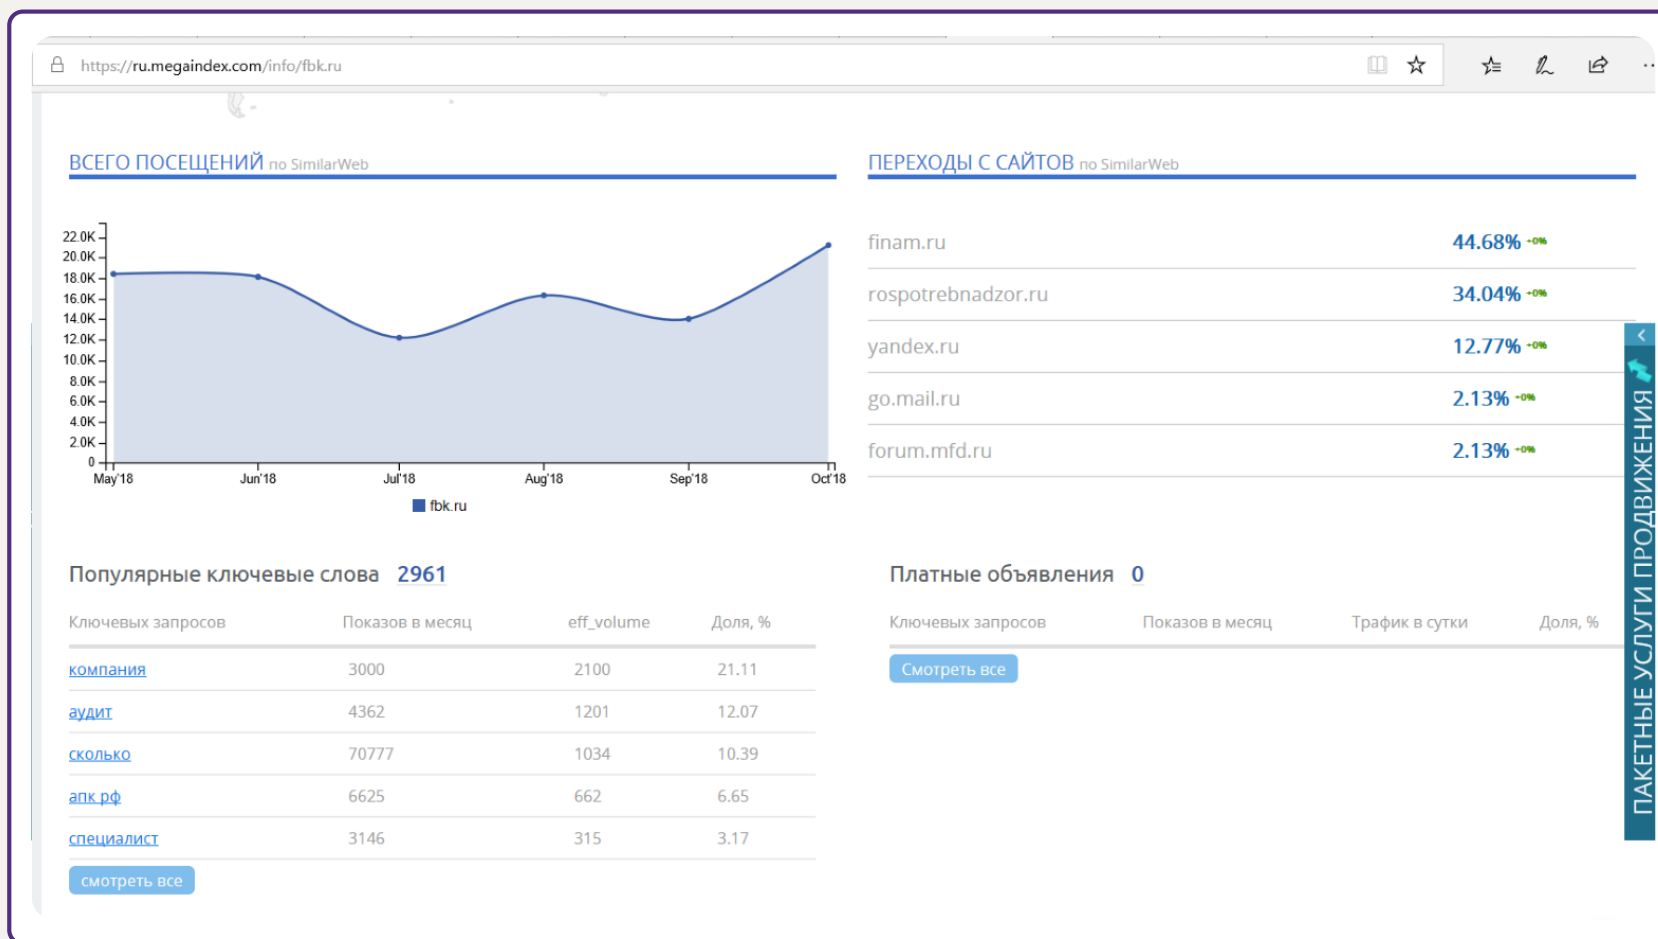 https://ru.megaindex.com/info/fbk.ru
ВСЕГО ПОСЕЩЕНИЙ по SimilarWeb
22.0K
20.0K
18.0K
16.0K
14.0K
12.0K
10.0K
8.0K
6.0K
4.0K
2.0K
0
May'18 Jun'18 Jul'18 Aug'18 Sep'18 Oct'18
fbk.ru
ПЕРЕХОДЫ С САЙТОВ по SimilarWeb
finam.ru 44.68% +0%
rospotrebnadzor.ru 34.04% +0%
yandex.ru 12.77% +0%
go.mail.ru 2.13% +0%
forum.mfd.ru 2.13% +0%
Популярные ключевые слова 2961
Ключевых запросов Показов в месяц eff_volume Доля, %
компания 3000 2100 21.11
аудит 4362 1201 12.07
сколько 70777 1034 10.39
апк рф 6625 662 6.65
специалист 3146 315 3.17
смотреть все
Платные объявления 0
Ключевых запросов Показов в месяц Трафик в сутки Доля, %
Смотреть все
ПАКЕТНЫЕ УСЛУГИ ПРОДВИЖЕНИЯ